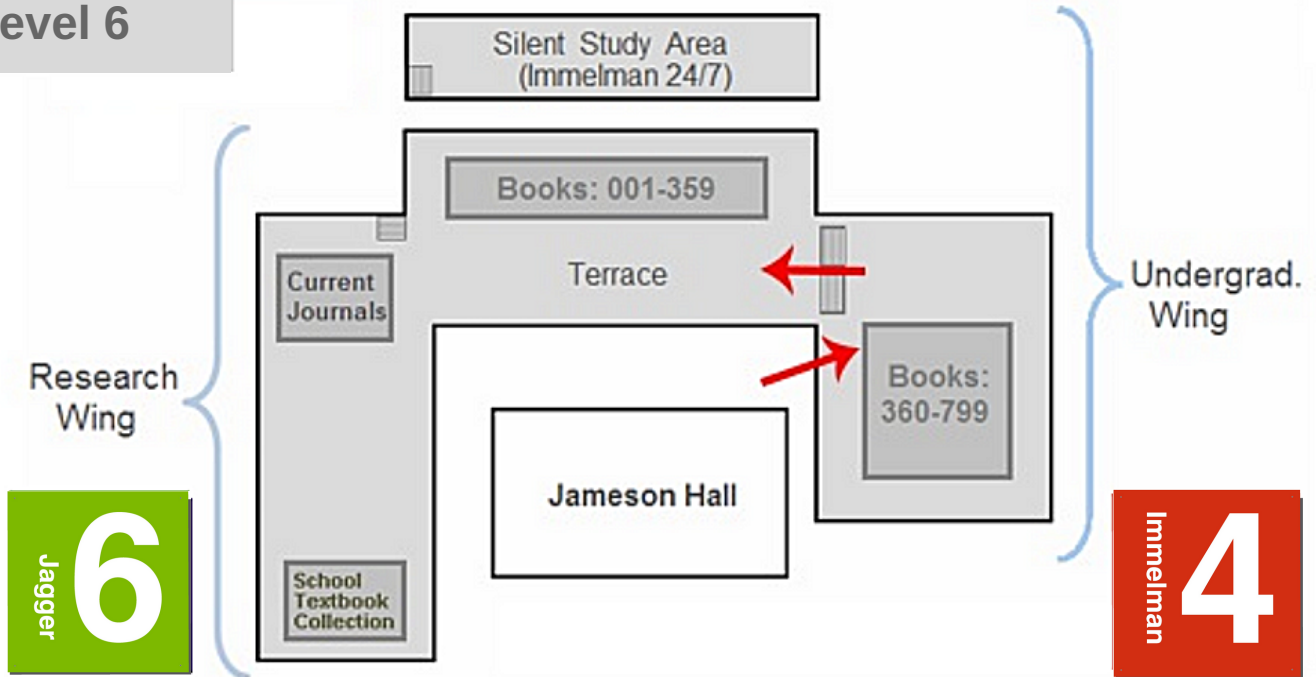 evel 6
Silent Study Area
(Immelman 24/7)
Books: 001-359
Terrace
Current
Journals
Undergrad.
Wing
Research
Wing
Books:
360-799
Jameson Hall
School
Textbook
Collection
Jagger
6
Immelman
4